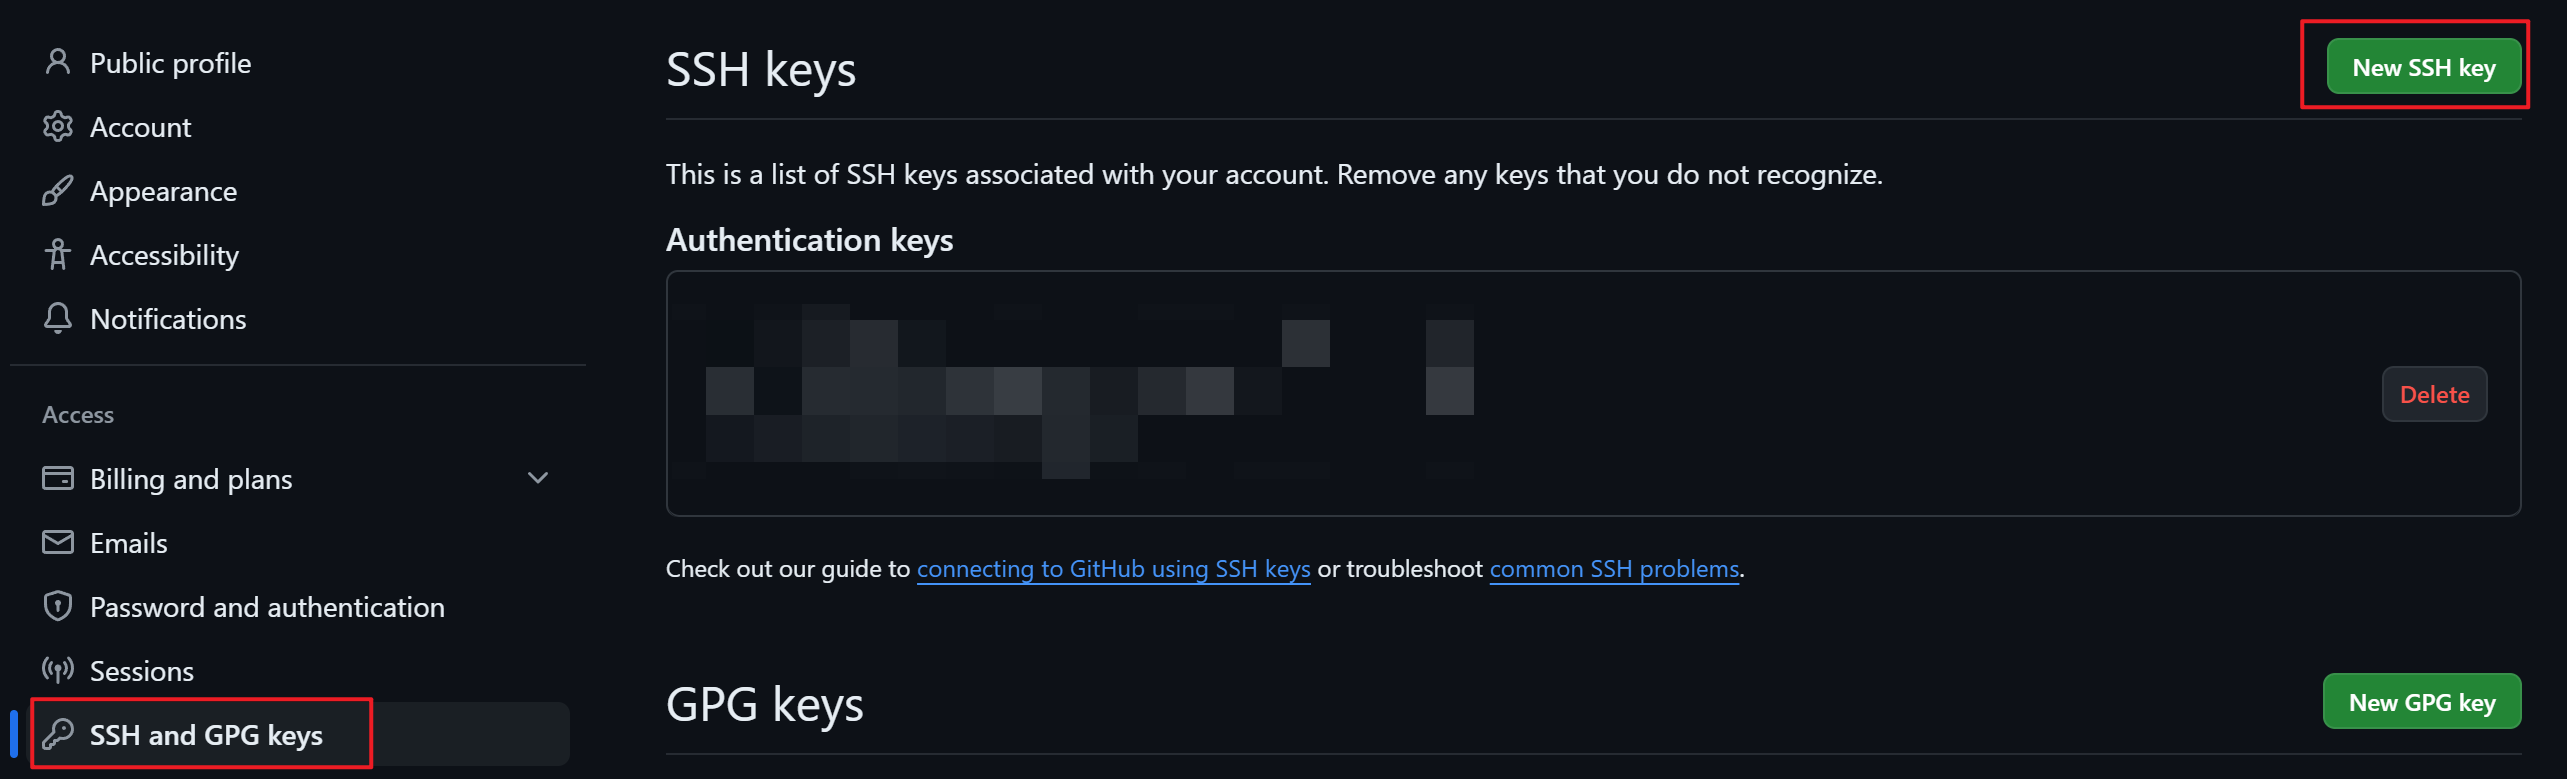 Public profile
Account
Appearance
Accessibility
Notifications
Access
Billing and plans
Emails
Password and authentication
Sessions
SSH and GPG keys
SSH keys
New SSH key
This is a list of SSH keys associated with your account. Remove any keys that you do not recognize.
Authentication keys
Delete
Check out our guide to connecting to GitHub using SSH keys or troubleshoot common SSH problems.
GPG keys
New GPG key